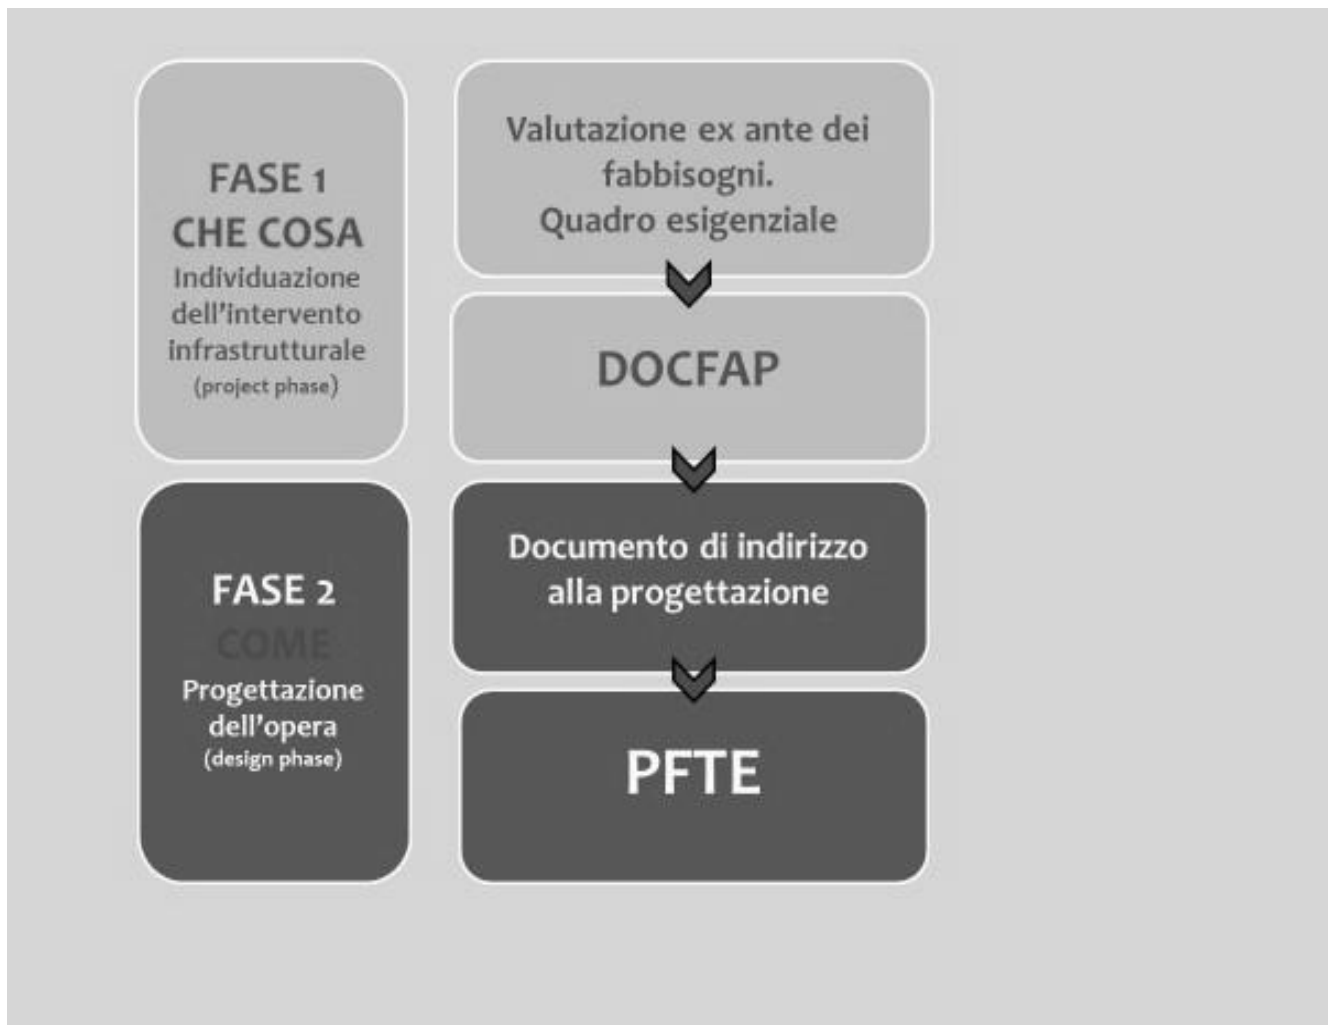 FASE 1
CHE COSA
Individuazione
dell'intervento
infrastrutturale
(project phase)
Valutazione ex ante dei
fabbisogni.
Quadro esigenziale
DOCFAP
FASE 2
COME
Progettazione
dell'opera
(design phase)
Documento di indirizzo
alla progettazione
PFTE